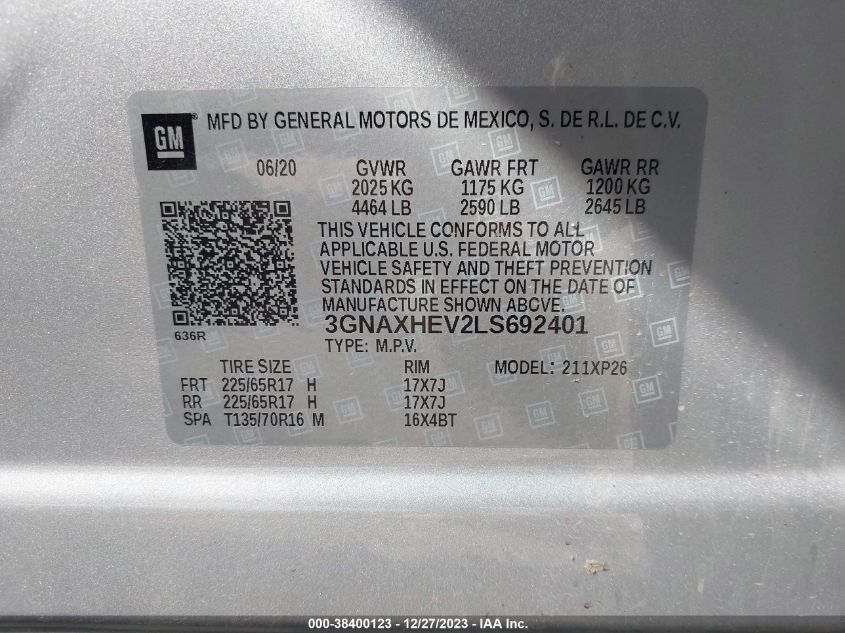 GM ® MFD BY GENERAL MOTORS DE MEXICO, S. DE R.L. DE C.V.
06/20 GVWR GAWR FRT GAWR RR
2025 KG 1175 KG 1200 KG
4464 LB 2590 LB 2645 LB
THIS VEHICLE CONFORMS TO ALL
APPLICABLE U.S. FEDERAL MOTOR
VEHICLE SAFETY AND THEFT PREVENTION
STANDARDS IN EFFECT ON THE DATE OF
MANUFACTURE SHOWN ABOVE.
3GNAXHEV2LS692401
636R
TYPE: M.P.V.
TIRE SIZE RIM MODEL: 211XP26
FRT 225/65R17 H 17X7J
RR 225/65R17 H 17X7J
SPA T135/70R16 M 16X4BT
000-38400123 – 12/27/2023 – IAA Inc.